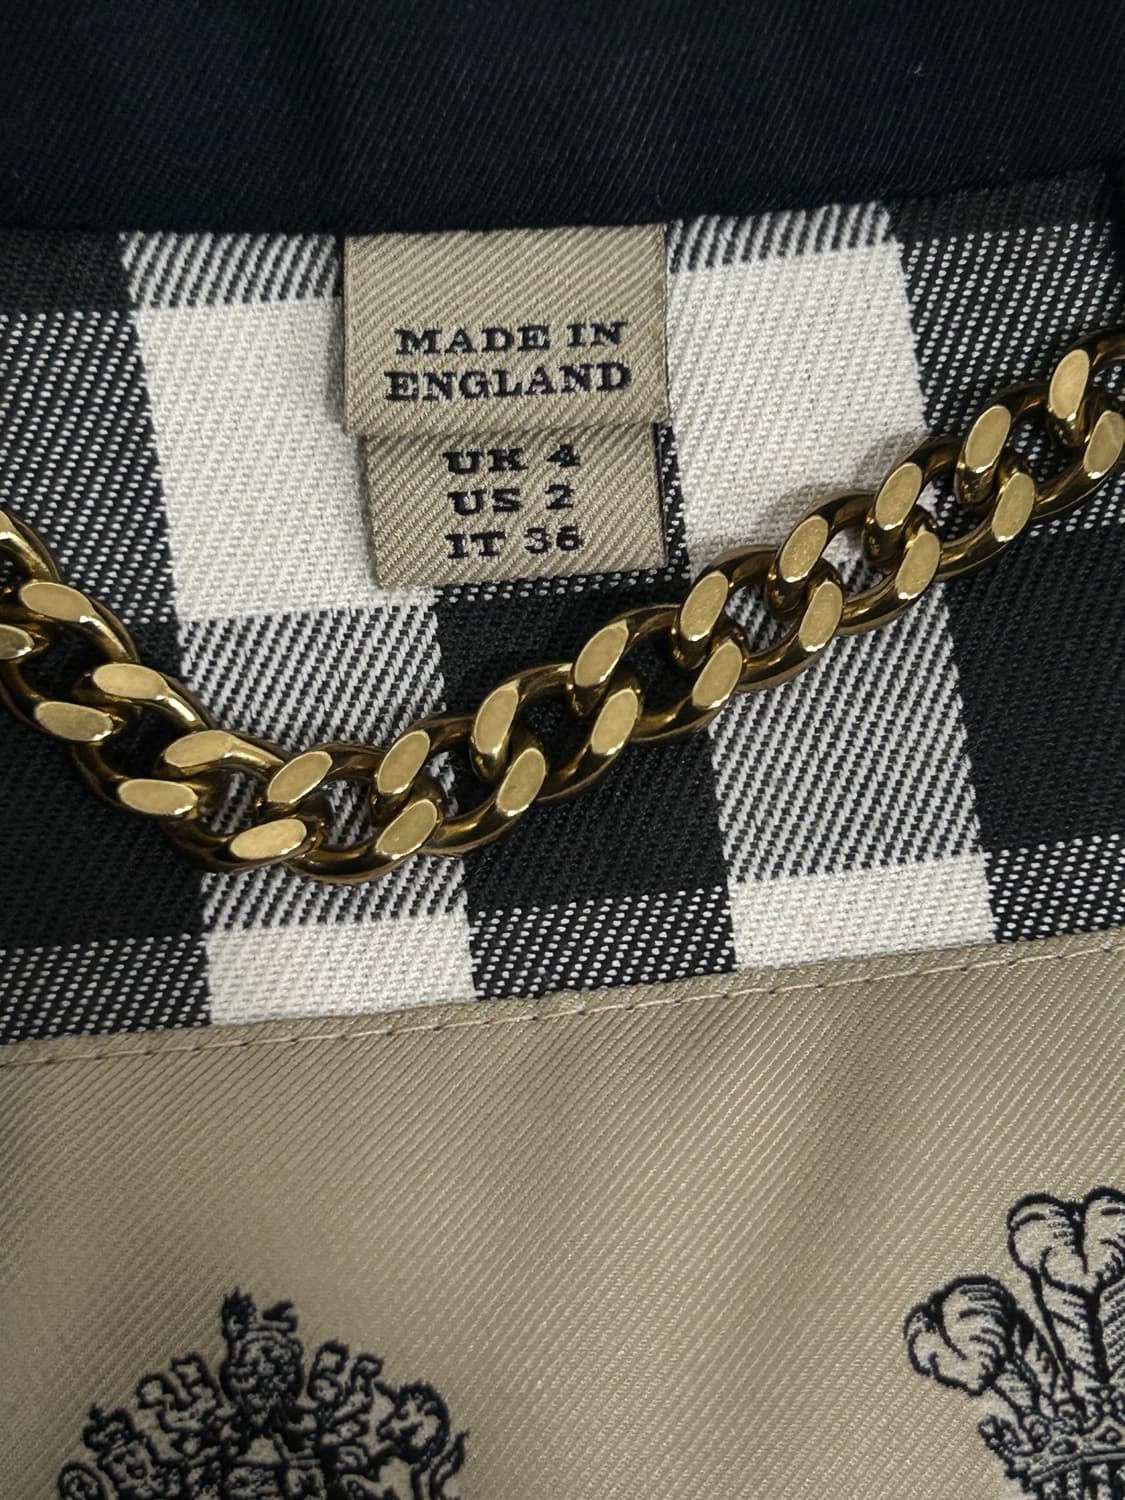 MADE IN
ENGLAND
UK 4
US 2
IT 36